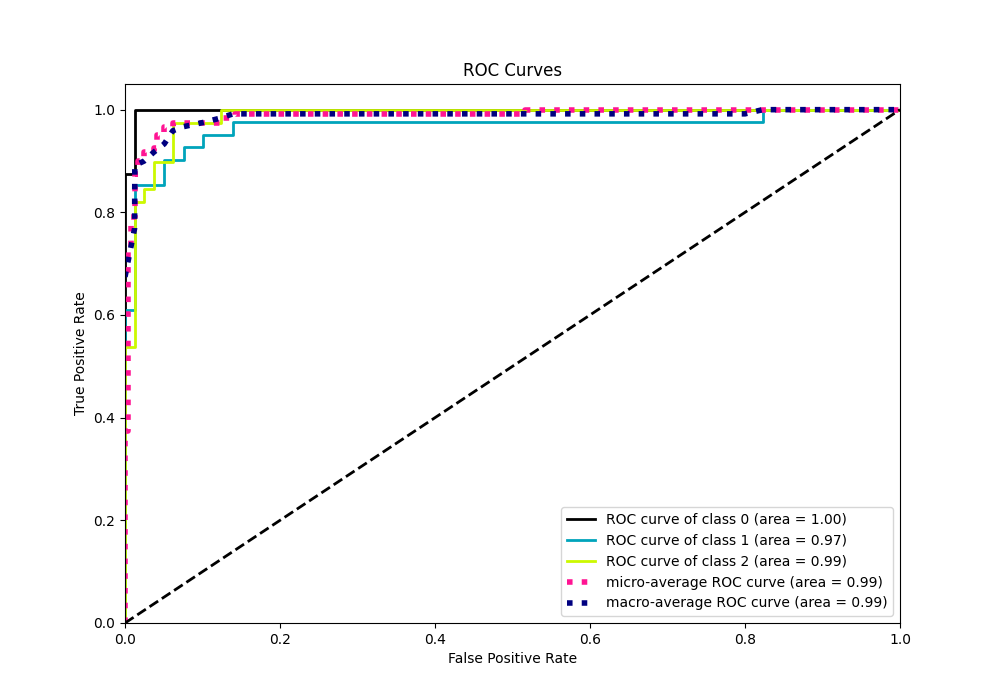 ROC Curves
True Positive Rate
1.0
0.8
0.6
0.4
0.2
0.0
0.0 0.2 0.4 0.6 0.8 1.0
False Positive Rate
ROC curve of class 0 (area = 1.00)
ROC curve of class 1 (area = 0.97)
ROC curve of class 2 (area = 0.99)
micro-average ROC curve (area = 0.99)
macro-average ROC curve (area = 0.99)